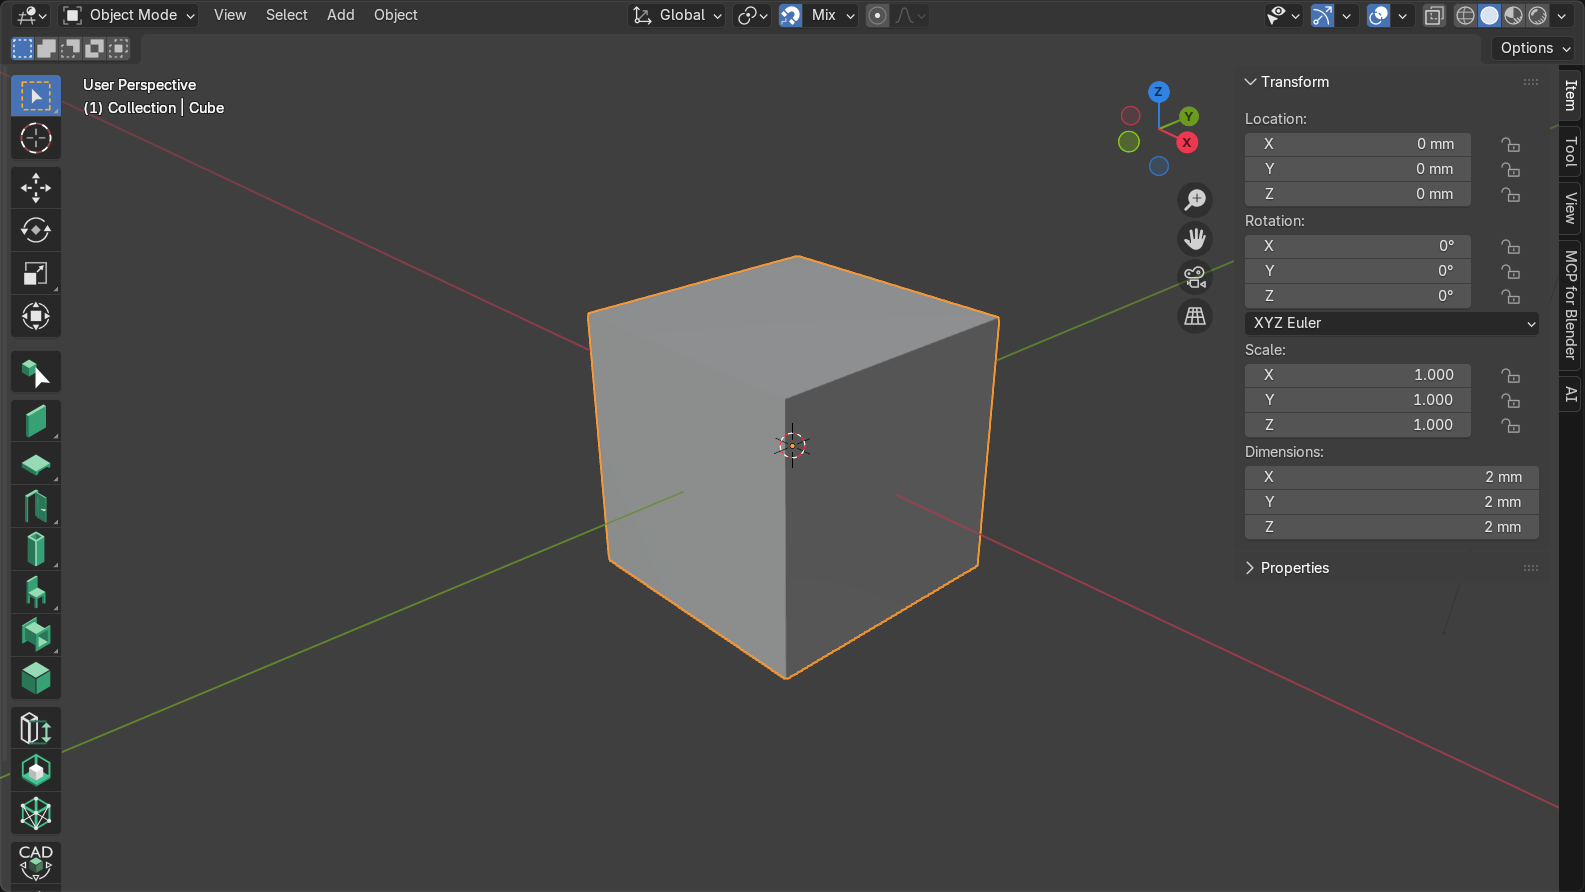 Object Mode View Select Add Object Global Mix
Options
User Perspective
(1) Collection | Cube
Z
Y
X
Transform
Location:
X 0 mm
Y 0 mm
Z 0 mm
Rotation:
X 0°
Y 0°
Z 0°
XYZ Euler
Scale:
X 1.000
Y 1.000
Z 1.000
Dimensions:
X 2 mm
Y 2 mm
Z 2 mm
Properties
Item
Tool
View
MCP for Blender
AI
CAD